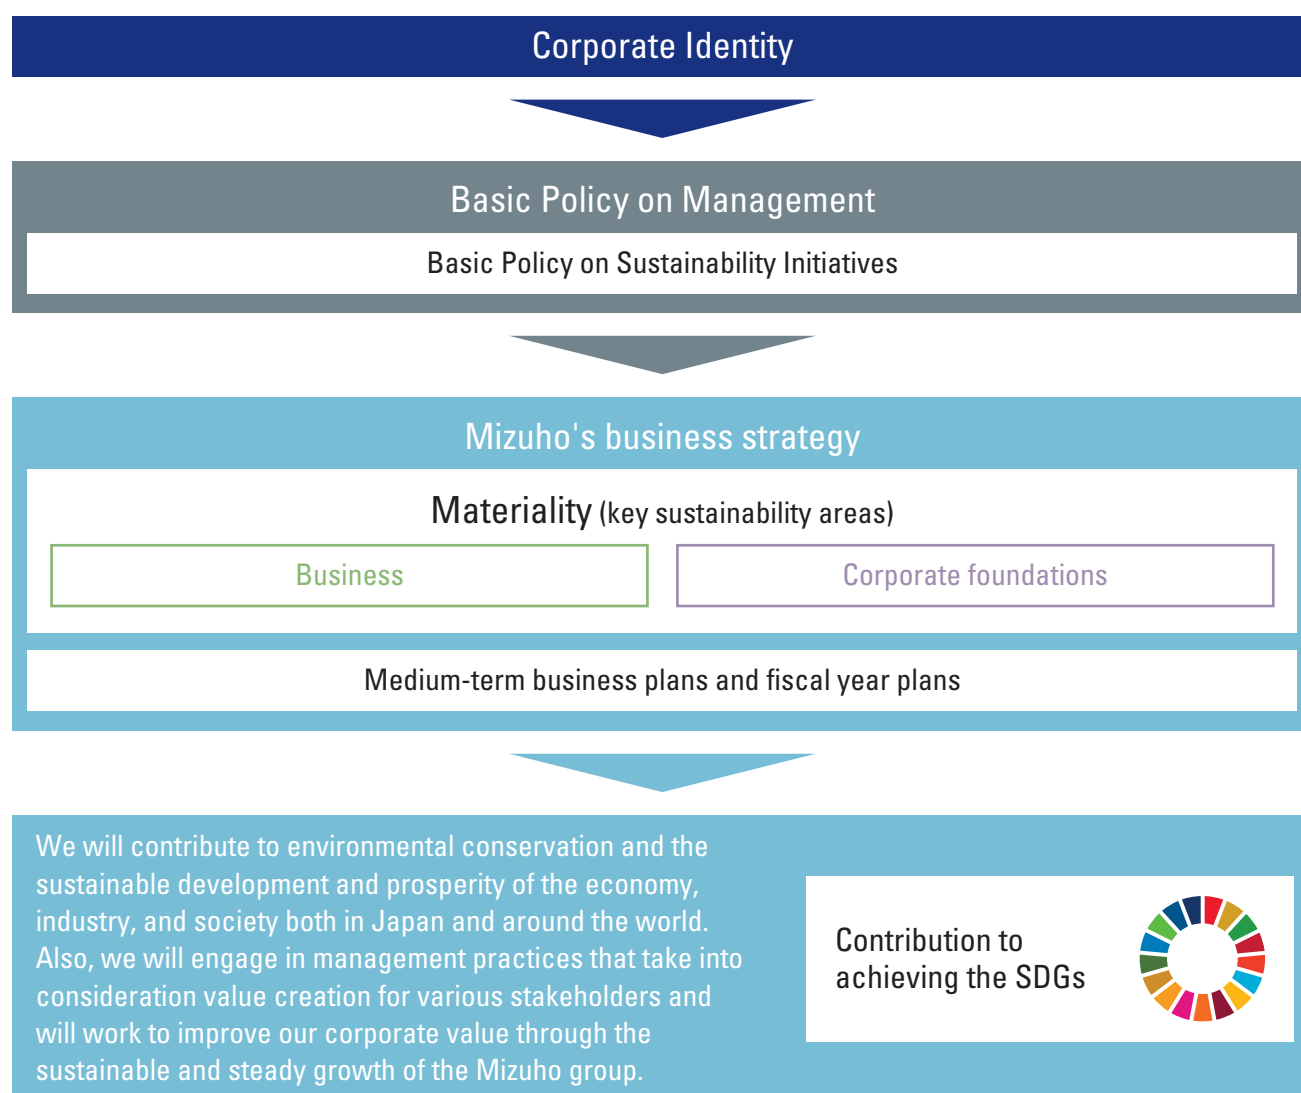 Corporate Identity
Basic Policy on Management
Basic Policy on Sustainability Initiatives
Mizuho's business strategy
Materiality (key sustainability areas)
Business
Corporate foundations
Medium-term business plans and fiscal year plans
We will contribute to environmental conservation and the
sustainable development and prosperity of the economy,
industry, and society both in Japan and around the world.
Also, we will engage in management practices that take into
consideration value creation for various stakeholders and
will work to improve our corporate value through the
sustainable and steady growth of the Mizuho group.
Contribution to
achieving the SDGs